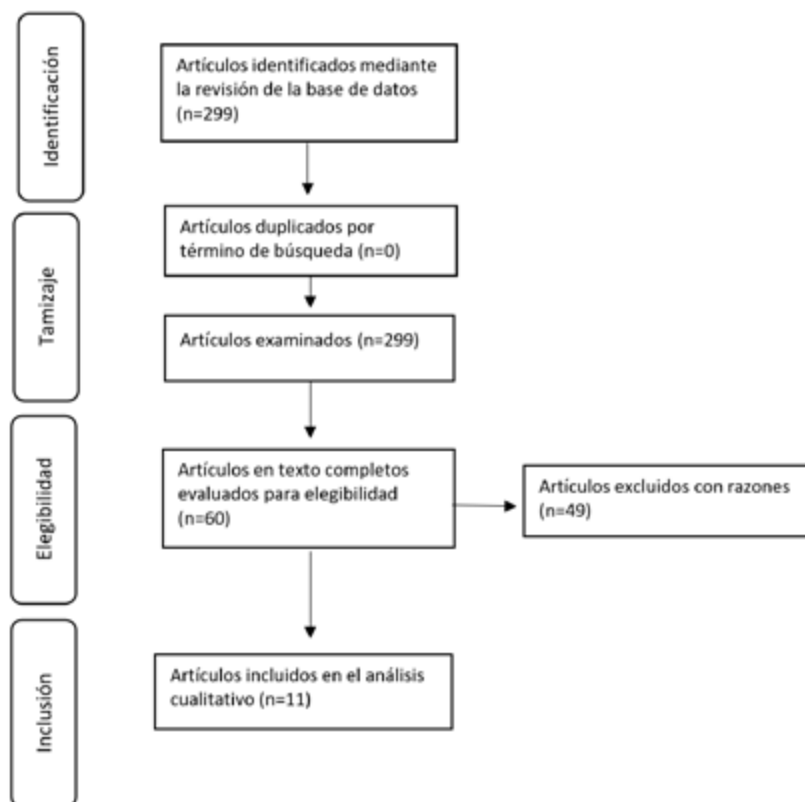 Identificación
Artículos identificados mediante
la revisión de la base de datos
(n=299)
Tamizaje
Artículos duplicados por
término de búsqueda (n=0)
Artículos examinados (n=299)
Elegibilidad
Artículos en texto completos
evaluados para elegibilidad
(n=60)
Artículos excluidos con razones
(n=49)
Inclusión
Artículos incluidos en el análisis
cualitativo (n=11)